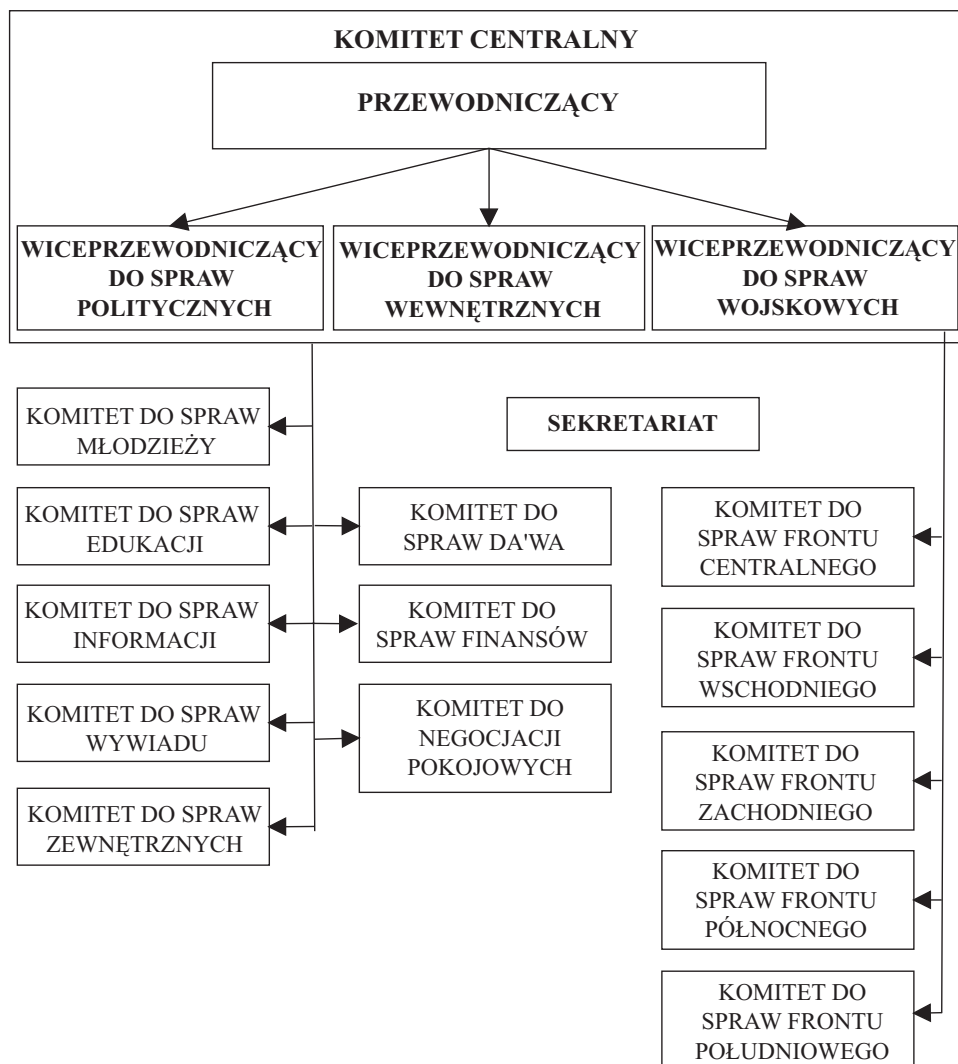 KOMITET CENTRALNY
PRZEWODNICZĄCY
WICEPRZEWODNICZĄCY
DO SPRAW
POLITYCZNYCH
WICEPRZEWODNICZĄCY
DO SPRAW
WEWNĘTRZNYCH
WICEPRZEWODNICZĄCY
DO SPRAW
WOJSKOWYCH
KOMITET DO SPRAW
MŁODZIEŻY
SEKRETARIAT
KOMITET DO SPRAW
EDUKACJI
KOMITET DO
SPRAW DA'WA
KOMITET DO
SPRAW FRONTU
CENTRALNEGO
KOMITET DO SPRAW
INFORMACJI
KOMITET DO
SPRAW FINANSÓW
KOMITET DO
SPRAW FRONTU
WSCHODNIEGO
KOMITET DO SPRAW
WYWIADU
KOMITET DO
NEGOCJACJI
POKOJOWYCH
KOMITET DO
SPRAW FRONTU
ZACHODNIEGO
KOMITET DO SPRAW
ZEWNĘTRZNYCH
KOMITET DO
SPRAW FRONTU
PÓŁNOCNEGO
KOMITET DO
SPRAW FRONTU
POŁUDNIOWEGO